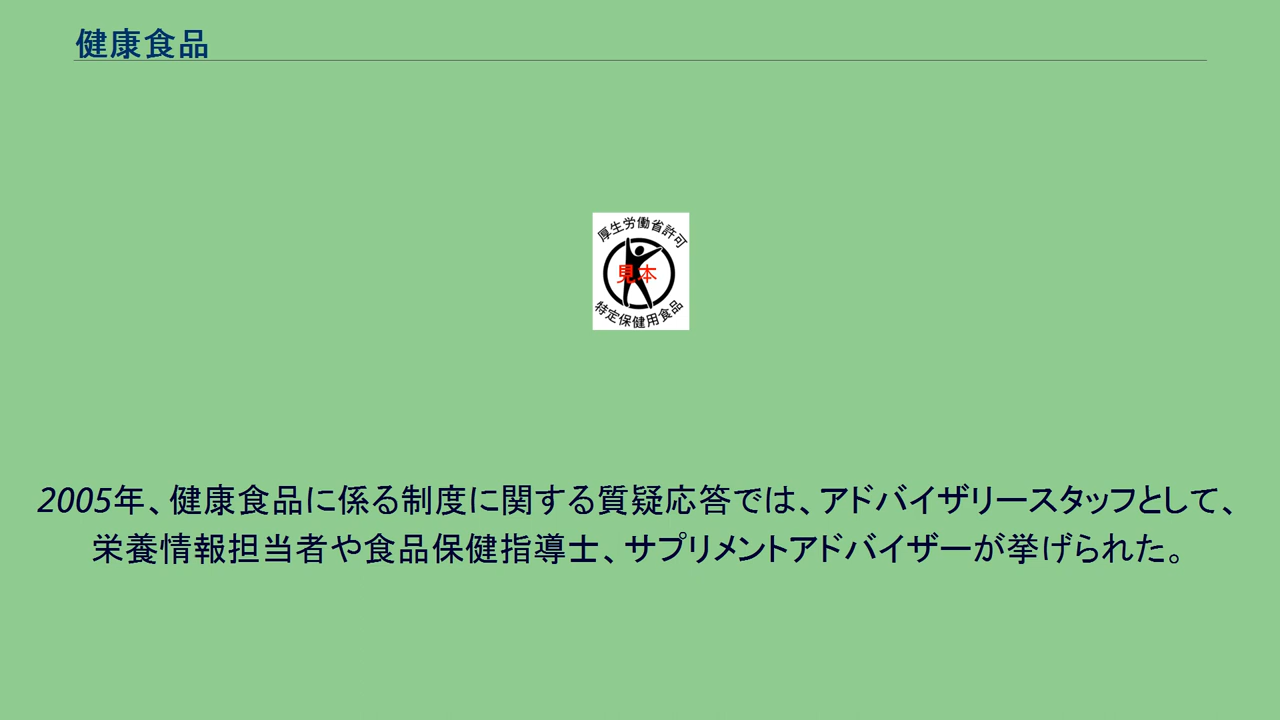 健康食品
厚生労働省許可
見本
特定保健用食品
2005年、健康食品に係る制度に関する質疑応答では、アドバイザリースタッフとして、
栄養情報担当者や食品保健指導士、サプリメントアドバイザーが挙げられた。